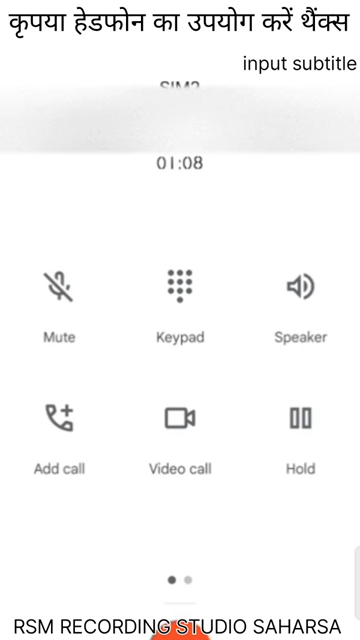 कृपया हेडफोन का उपयोग करें थैंक्स
input subtitle
SIM2
01:08
Mute Keypad Speaker
Add call Video call Hold
RSM RECORDING STUDIO SAHARSA